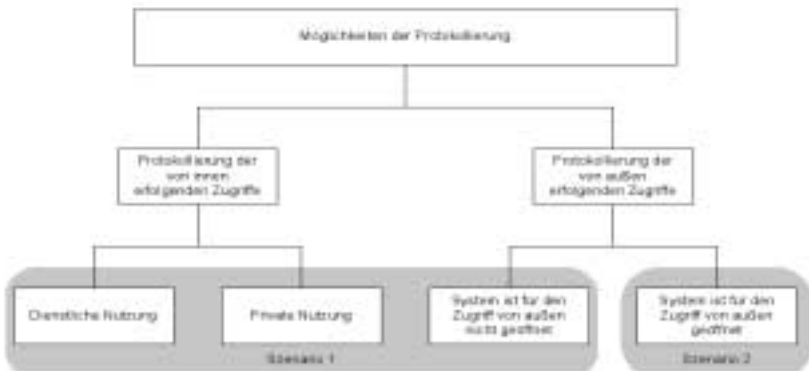 Möglichkeiten der Protokollierung
Protokollierung der
von innen
erfolgenden Zugriffe
Protokollierung der
von außen
erfolgenden Zugriffe
Dienstliche Nutzung
Private Nutzung
System ist für den
Zugriff von außen
nicht geöffnet
System ist für den
Zugriff von außen
geöffnet
Szenario 1
Szenario 2